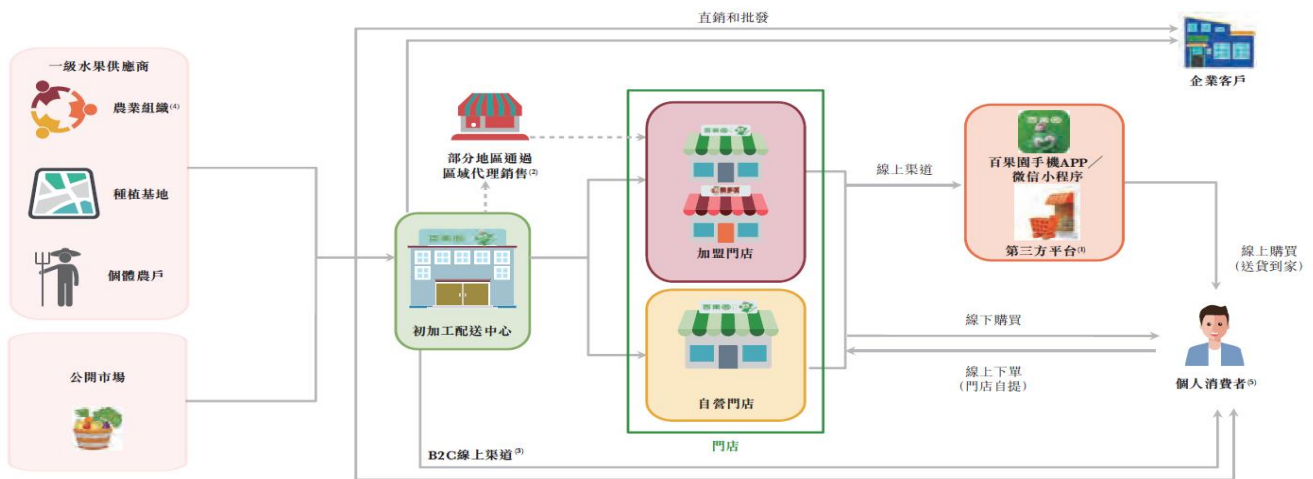 直銷和批發
企業客戶
一級水果供應商
農業組織(4)
種植基地
個體農戶
公開市場
部分地區通過
區域代理銷售(2)
初加工配送中心
加盟門店
自營門店
門店
線上渠道
百果園手機APP／
微信小程序
第三方平台(1)
線上購買
(送貨到家)
線下購買
線上下單
(門店自提)
個人消費者(5)
B2C線上渠道(3)